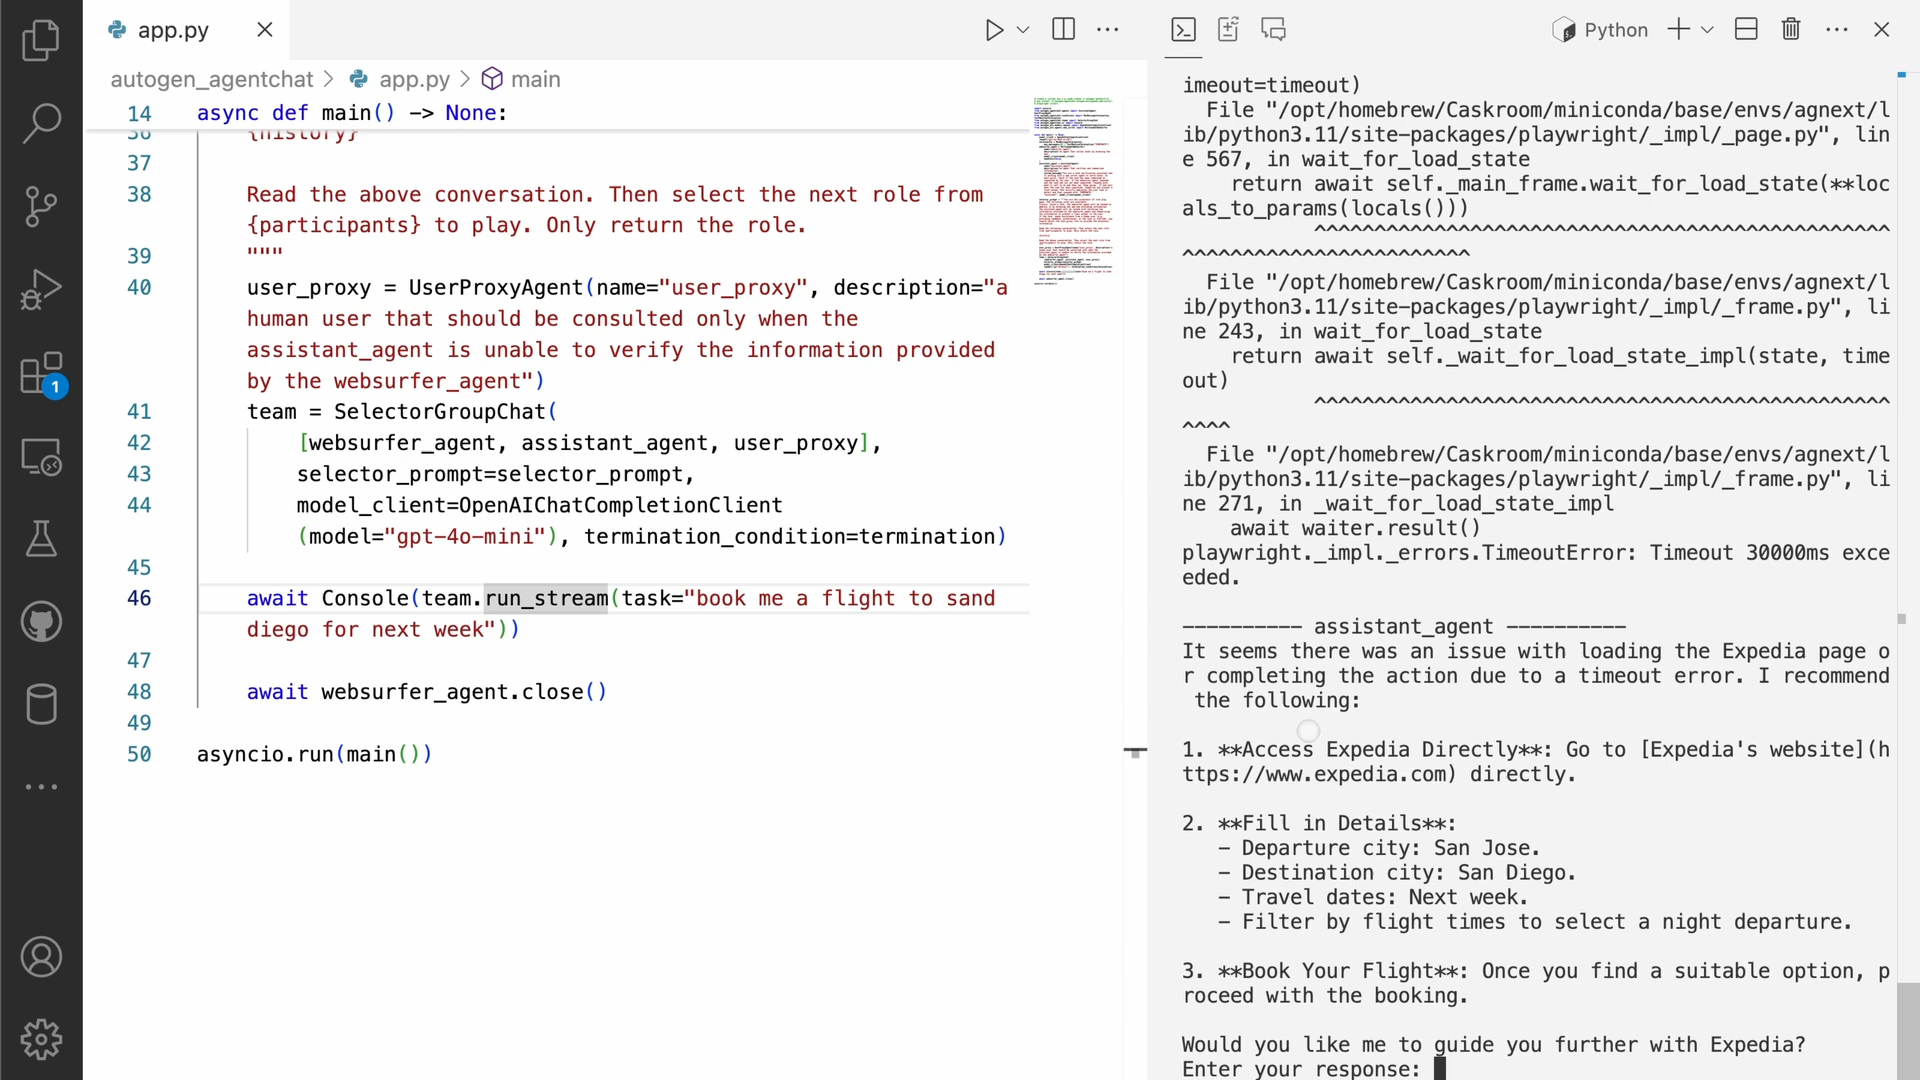 app.py
autogen_agentchat > app.py > main
14 async def main() -> None:
36 {history}
37
38 Read the above conversation. Then select the next role from
{participants} to play. Only return the role.
39 """
40 user_proxy = UserProxyAgent(name="user_proxy", description="a
human user that should be consulted only when the
assistant_agent is unable to verify the information provided
by the websurfer_agent")
41 team = SelectorGroupChat(
42 [websurfer_agent, assistant_agent, user_proxy],
43 selector_prompt=selector_prompt,
44 model_client=OpenAIChatCompletionClient
(model="gpt-4o-mini"), termination_condition=termination)
45
46 await Console(team.run_stream(task="book me a flight to sand
diego for next week"))
47
48 await websurfer_agent.close()
49
50 asyncio.run(main())
1
Python
imeout=timeout)
File "/opt/homebrew/Caskroom/miniconda/base/envs/agnext/l
ib/python3.11/site-packages/playwright/_impl/_page.py", lin
e 567, in wait_for_load_state
return await self._main_frame.wait_for_load_state(**loc
als_to_params(locals()))
^^^^^^^^^^^^^^^^^^^^^^^^^^^^^^^^^^^^^^^^^^^^^^^^
^^^^^^^^^^^^^^^^^^^^^^^^
File "/opt/homebrew/Caskroom/miniconda/base/envs/agnext/l
ib/python3.11/site-packages/playwright/_impl/_frame.py", li
ne 243, in wait_for_load_state
return await self._wait_for_load_state_impl(state, time
out)
^^^^^^^^^^^^^^^^^^^^^^^^^^^^^^^^^^^^^^^^^^^^^^^^
^^^^
File "/opt/homebrew/Caskroom/miniconda/base/envs/agnext/l
ib/python3.11/site-packages/playwright/_impl/_frame.py", li
ne 271, in _wait_for_load_state_impl
await waiter.result()
playwright._impl._errors.TimeoutError: Timeout 30000ms exce
eded.
---------- assistant_agent ----------
It seems there was an issue with loading the Expedia page o
r completing the action due to a timeout error. I recommend
the following:
1. **Access Expedia Directly**: Go to [Expedia's website](h
ttps://www.expedia.com) directly.
2. **Fill in Details**:
- Departure city: San Jose.
- Destination city: San Diego.
- Travel dates: Next week.
- Filter by flight times to select a night departure.
3. **Book Your Flight**: Once you find a suitable option, p
roceed with the booking.
Would you like me to guide you further with Expedia?
Enter your response: